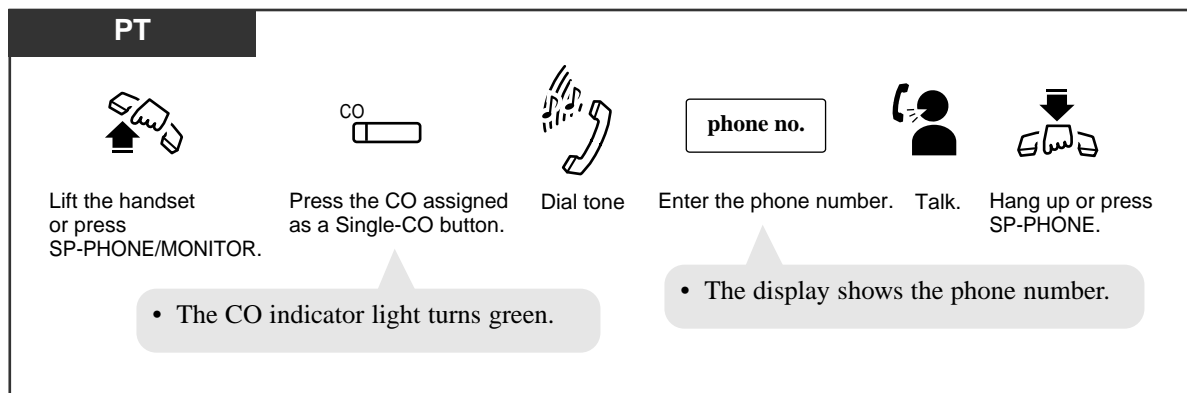 PT
CO
phone no.
Lift the handset
or press
SP-PHONE/MONITOR.
Press the CO assigned
as a Single-CO button.
Dial tone
Enter the phone number.
Talk.
Hang up or press
SP-PHONE.
• The CO indicator light turns green.
• The display shows the phone number.